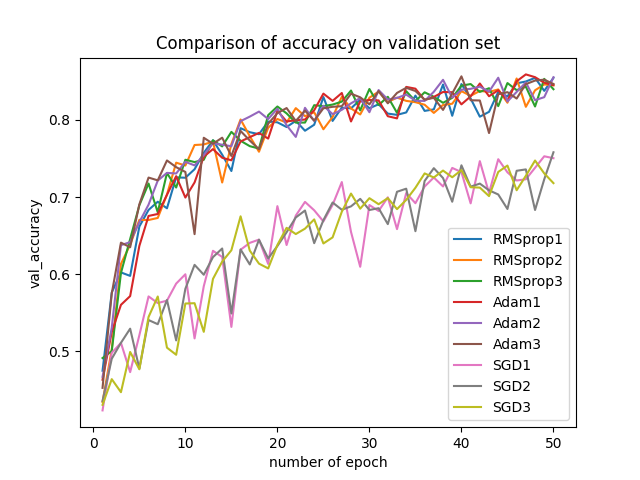 Comparison of accuracy on validation set
val_accuracy
0.8
0.7
0.6
0.5
0
10
20
30
40
50
number of epoch
RMSprop1
RMSprop2
RMSprop3
Adam1
Adam2
Adam3
SGD1
SGD2
SGD3